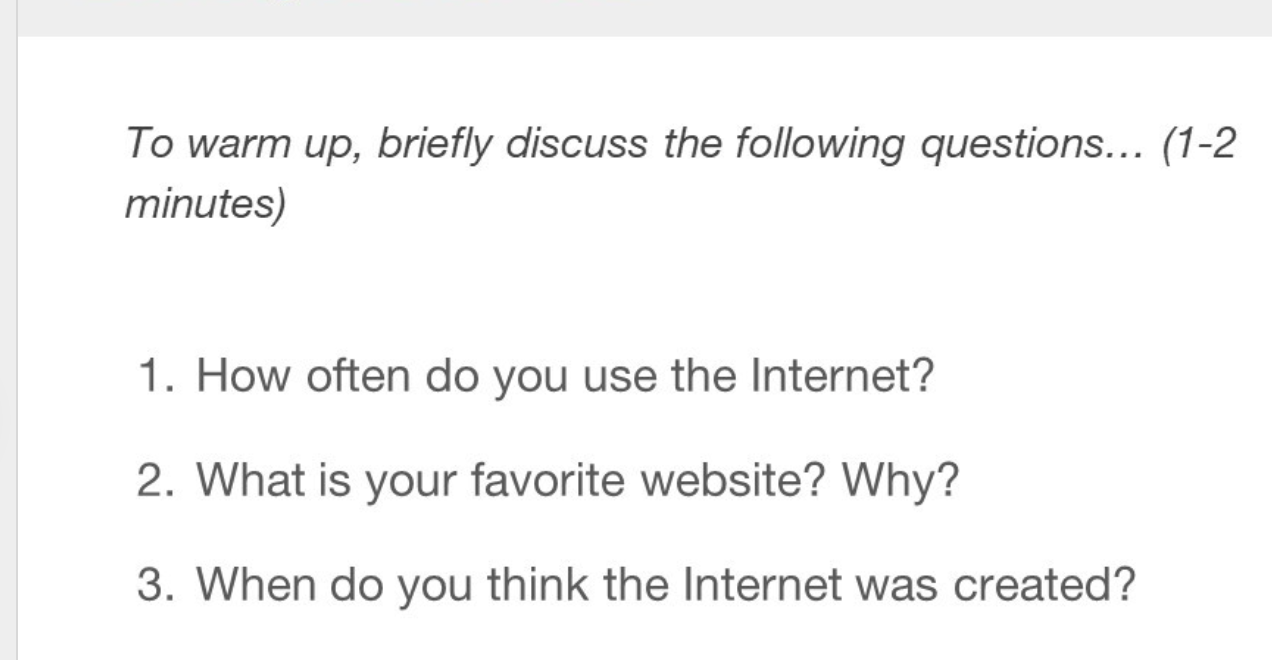 To warm up, briefly discuss the following questions... (1-2
minutes)
1. How often do you use the Internet?
2. What is your favorite website? Why?
3. When do you think the Internet was created?